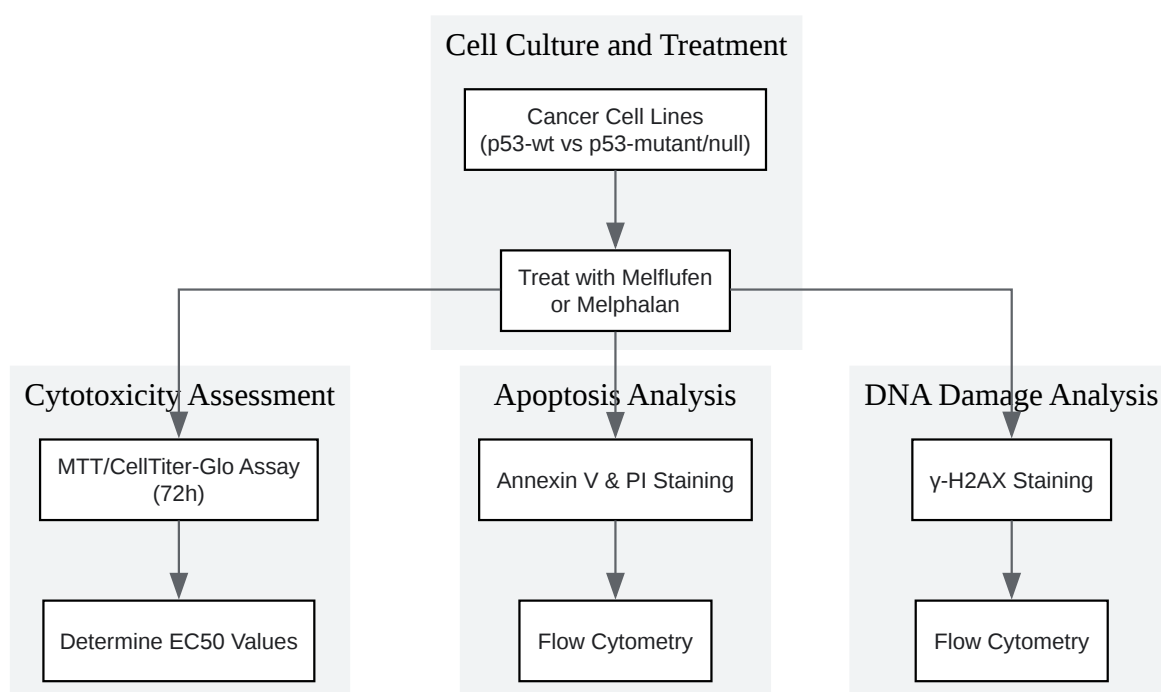 Cell Culture and Treatment
Cancer Cell Lines
(p53-wt vs p53-mutant/null)
Treat with Melflufen
or Melphalan
Cytotoxicity Assessment
MTT/CellTiter-Glo Assay
(72h)
Determine EC50 Values
Apoptosis Analysis
Annexin V & PI Staining
Flow Cytometry
DNA Damage Analysis
γ-H2AX Staining
Flow Cytometry